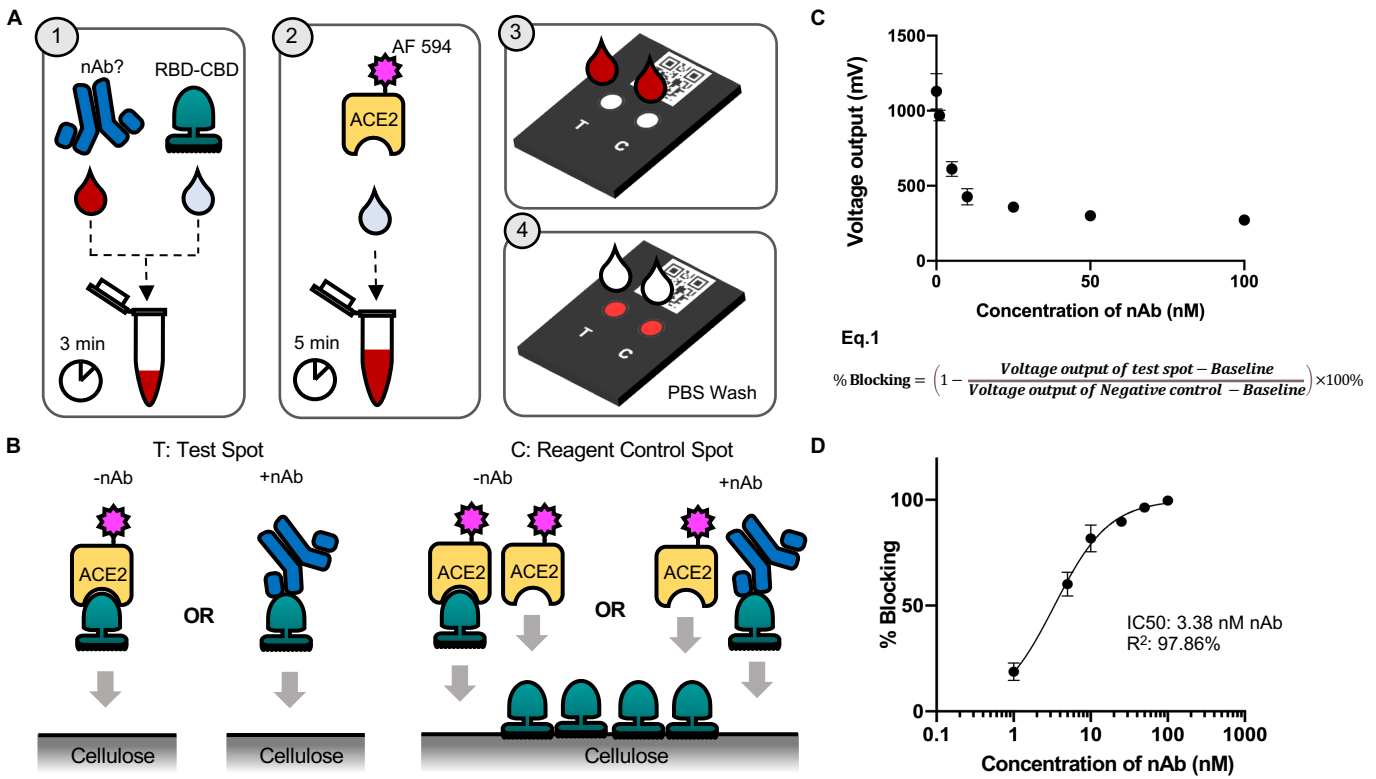 A
1
nAb?
RBD-CBD
3 min
2
AF 594
ACE2
5 min
3
T
C
4
T
C
PBS Wash
B
T: Test Spot
-nAb
+nAb
ACE2
OR
Cellulose
Cellulose
C: Reagent Control Spot
-nAb
+nAb
ACE2
ACE2
OR
ACE2
Cellulose
C
1500
1000
500
0
Voltage output (mV)
0
50
100
Concentration of nAb (nM)
Eq.1
% Blocking = (1 − Voltage output of test spot − Baseline / Voltage output of Negative control − Baseline) ×100%
D
100
50
0
% Blocking
IC50: 3.38 nM nAb
R²: 97.86%
0.1
1
10
100
1000
Concentration of nAb (nM)